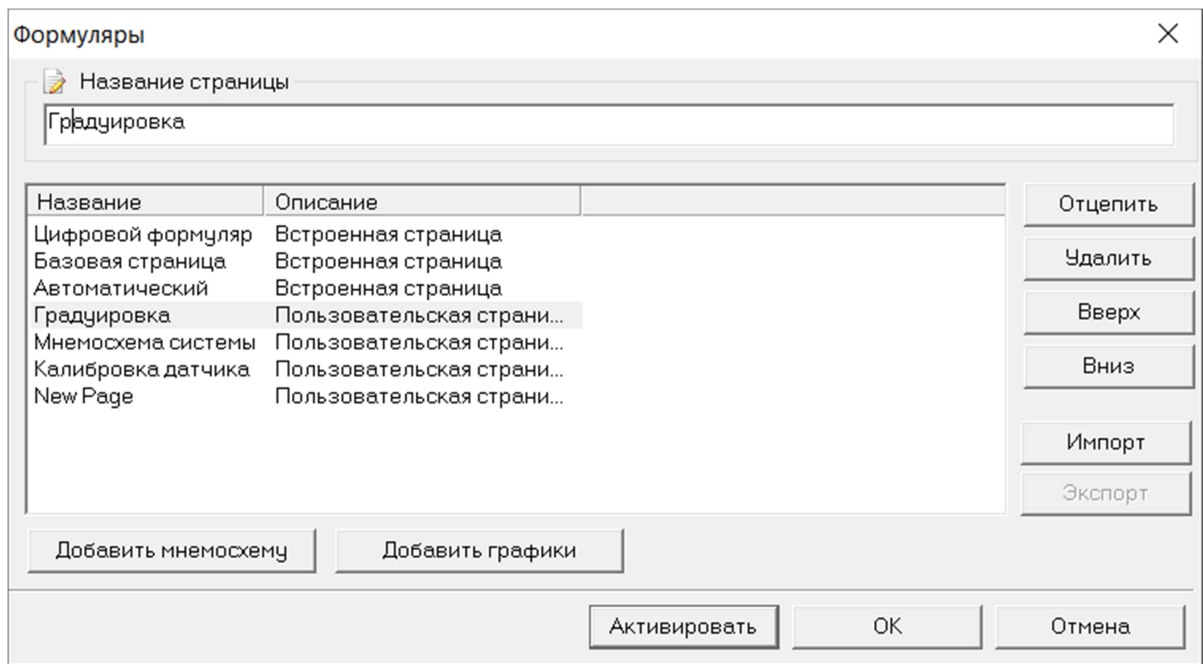 Формуляры
Название страницы
Градуировка
Название Описание
Цифровой формуляр Встроенная страница
Базовая страница Встроенная страница
Автоматический Встроенная страница
Градуировка Пользовательская страни...
Мнемосхема системы Пользовательская страни...
Калибровка датчика Пользовательская страни...
New Page Пользовательская страни...
Отцепить
Удалить
Вверх
Вниз
Импорт
Экспорт
Добавить мнемосхему Добавить графики
Активировать OK Отмена